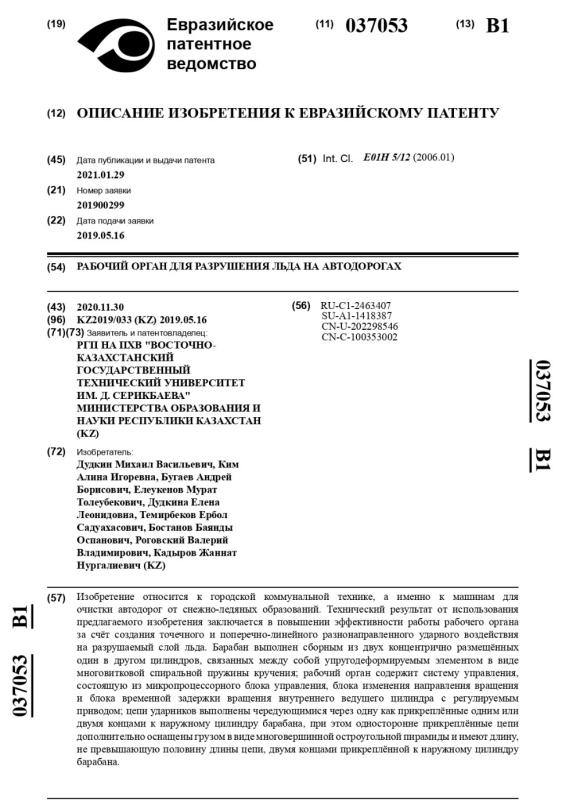 (19)
Евразийское
патентное
ведомство
(11) 037053 (13) B1
(12) ОПИСАНИЕ ИЗОБРЕТЕНИЯ К ЕВРАЗИЙСКОМУ ПАТЕНТУ
(45) Дата публикации и выдачи патента
2021.01.29
(21) Номер заявки
201900299
(22) Дата подачи заявки
2019.05.16
(51) Int. Cl. E01H 5/12 (2006.01)
(54) РАБОЧИЙ ОРГАН ДЛЯ РАЗРУШЕНИЯ ЛЬДА НА АВТОДОРОГАХ
(43) 2020.11.30
(96) KZ2019/033 (KZ) 2019.05.16
(71)(73) Заявитель и патентовладелец:
РГП НА ПХВ "ВОСТОЧНО-
КАЗАХСТАНСКИЙ
ГОСУДАРСТВЕННЫЙ
ТЕХНИЧЕСКИЙ УНИВЕРСИТЕТ
ИМ. Д. СЕРИКБАЕВА"
МИНИСТЕРСТВА ОБРАЗОВАНИЯ И
НАУКИ РЕСПУБЛИКИ КАЗАХСТАН
(KZ)
(72) Изобретатель:
Дудкин Михаил Васильевич, Ким
Алина Игоревна, Бугаев Андрей
Борисович, Елеукенов Мурат
Толеубекович, Дудкина Елена
Леонидовна, Темирбеков Ербол
Садуахасович, Бостанов Баянды
Оспанович, Роговский Валерий
Владимирович, Кадыров Жаннат
Нургалиевич (KZ)
(56) RU-C1-2463407
SU-A1-1418387
CN-U-202298546
CN-C-100353002
037053 B1
(57) Изобретение относится к городской коммунальной технике, а именно к машинам для
очистки автодорог от снежно-ледяных образований. Технический результат от использования
предлагаемого изобретения заключается в повышении эффективности работы рабочего органа
за счёт создания точечного и поперечно-линейного разнонаправленного ударного воздействия
на разрушаемый слой льда. Барабан выполнен сборным из двух концентрично размещённых
один в другом цилиндров, связанных между собой упругодеформируемым элементом в виде
многовитковой спиральной пружины кручения; рабочий орган содержит систему управления,
состоящую из микропроцессорного блока управления, блока изменения направления вращения
и блока временной задержки вращения внутреннего ведущего цилиндра с регулируемым
приводом; цепи ударников выполнены чередующимися через одну как прикреплённые одним или
двумя концами к наружному цилиндру барабана, при этом односторонне прикреплённые цепи
дополнительно оснащены грузом в виде многовершинной остроугольной пирамиды и имеют длину,
не превышающую половину длины цепи, двумя концами прикреплённой к наружному цилиндру
барабана.
037053 B1